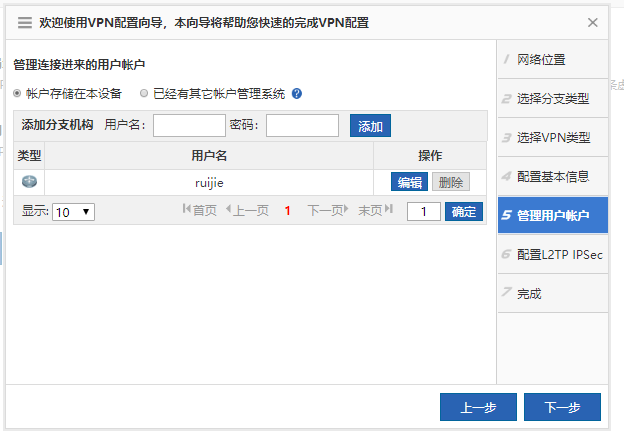 欢迎使用VPN配置向导，本向导将帮助您快速的完成VPN配置
管理连接进来的用户帐户
帐户存储在本设备 已经有其它帐户管理系统 ?
添加分支机构 用户名: 密码: 添加
类型 用户名 操作
ruijie 编辑 删除
显示: 10 首页 上一页 1 下一页 末页 1 确定
1 网络位置
2 选择分支类型
3 选择VPN类型
4 配置基本信息
5 管理用户帐户
6 配置L2TP IPSec
7 完成
上一步 下一步